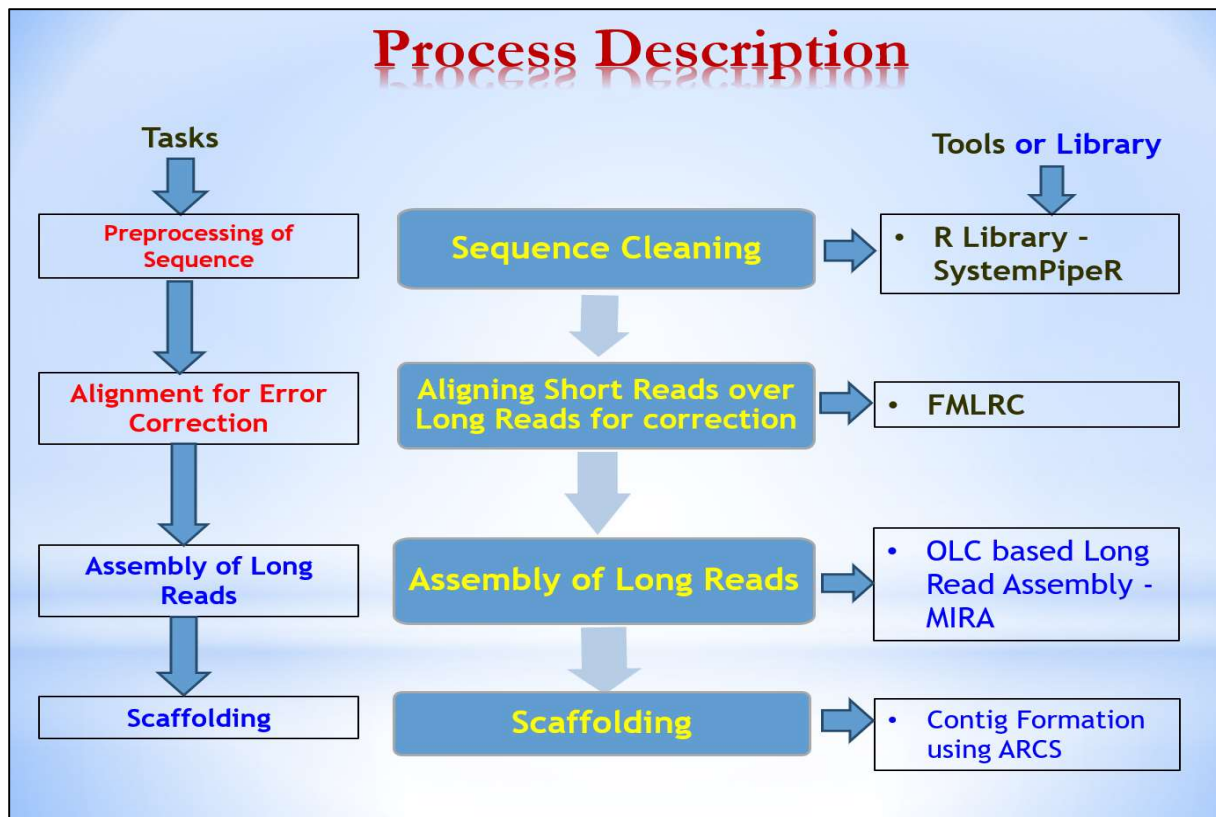 Process Description
Tasks
Tools or Library
Preprocessing of
Sequence
Sequence Cleaning
• R Library -
SystemPipeR
Alignment for Error
Correction
Aligning Short Reads over
Long Reads for correction
• FMLRC
Assembly of Long
Reads
Assembly of Long Reads
• OLC based Long
Read Assembly -
MIRA
Scaffolding
Scaffolding
• Contig Formation
using ARCS